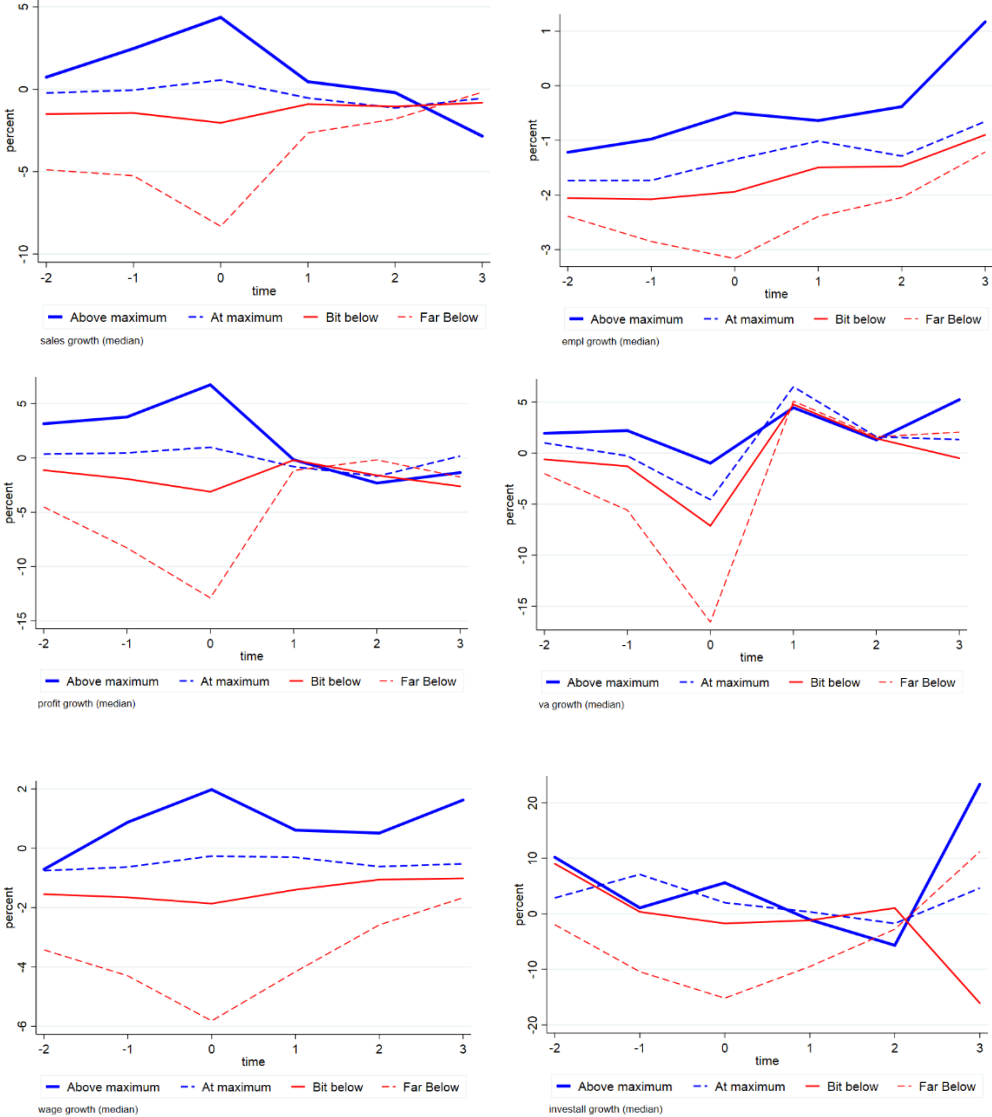 5
0
-5
-10
percent
-2 -1 0 1 2 3
time
Above maximum At maximum Bit below Far Below
sales growth (median)
1
0
-1
-2
-3
percent
-2 -1 0 1 2 3
time
Above maximum At maximum Bit below Far Below
empl growth (median)
5
0
-5
-10
-15
percent
-2 -1 0 1 2 3
time
Above maximum At maximum Bit below Far Below
profit growth (median)
5
0
-5
-10
-15
percent
-2 -1 0 1 2 3
time
Above maximum At maximum Bit below Far Below
va growth (median)
2
0
-2
-4
-6
percent
-2 -1 0 1 2 3
time
Above maximum At maximum Bit below Far Below
wage growth (median)
20
10
0
-10
-20
percent
-2 -1 0 1 2 3
time
Above maximum At maximum Bit below Far Below
investall growth (median)